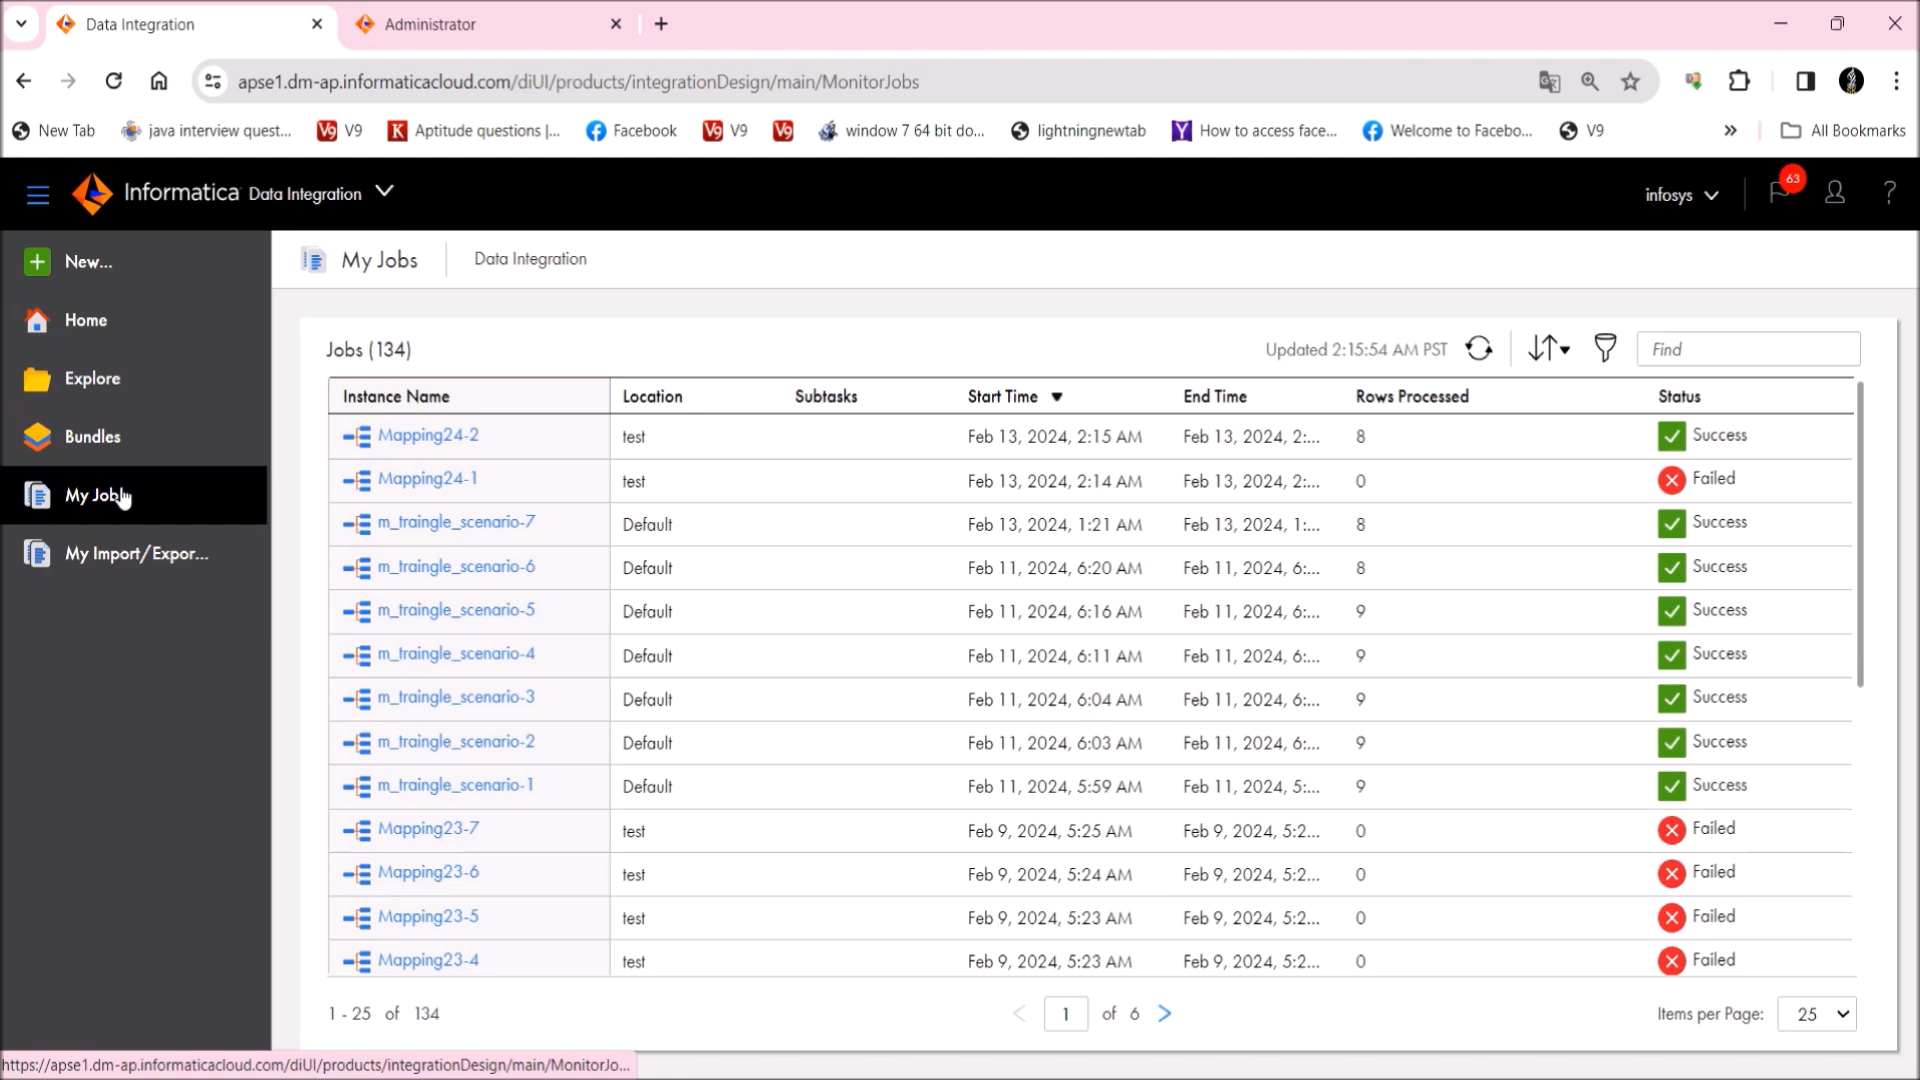 Data Integration
Administrator
apse1.dm-ap.informaticacloud.com/diUI/products/integrationDesign/main/MonitorJobs
New Tab java interview quest... V9 Aptitude questions |... Facebook V9 window 7 64 bit do... lightningnewtab How to access face... Welcome to Facebo... V9 » All Bookmarks
Informatica Data Integration infosys 63 ?
New...
Home
Explore
Bundles
My Jobs
My Import/Expor...
My Jobs Data Integration
Jobs (134) Updated 2:15:54 AM PST Find
Instance Name Location Subtasks Start Time End Time Rows Processed Status
Mapping24-2 test Feb 13, 2024, 2:15 AM Feb 13, 2024, 2:... 8 Success
Mapping24-1 test Feb 13, 2024, 2:14 AM Feb 13, 2024, 2:... 0 Failed
m_traingle_scenario-7 Default Feb 13, 2024, 1:21 AM Feb 13, 2024, 1:... 8 Success
m_traingle_scenario-6 Default Feb 11, 2024, 6:20 AM Feb 11, 2024, 6:... 8 Success
m_traingle_scenario-5 Default Feb 11, 2024, 6:16 AM Feb 11, 2024, 6:... 9 Success
m_traingle_scenario-4 Default Feb 11, 2024, 6:11 AM Feb 11, 2024, 6:... 9 Success
m_traingle_scenario-3 Default Feb 11, 2024, 6:04 AM Feb 11, 2024, 6:... 9 Success
m_traingle_scenario-2 Default Feb 11, 2024, 6:03 AM Feb 11, 2024, 6:... 9 Success
m_traingle_scenario-1 Default Feb 11, 2024, 5:59 AM Feb 11, 2024, 5:... 9 Success
Mapping23-7 test Feb 9, 2024, 5:25 AM Feb 9, 2024, 5:2... 0 Failed
Mapping23-6 test Feb 9, 2024, 5:24 AM Feb 9, 2024, 5:2... 0 Failed
Mapping23-5 test Feb 9, 2024, 5:23 AM Feb 9, 2024, 5:2... 0 Failed
Mapping23-4 test Feb 9, 2024, 5:23 AM Feb 9, 2024, 5:2... 0 Failed
1 - 25 of 134 1 of 6 Items per Page: 25
https://apse1.dm-ap.informaticacloud.com/diUI/products/integrationDesign/main/MonitorJo...